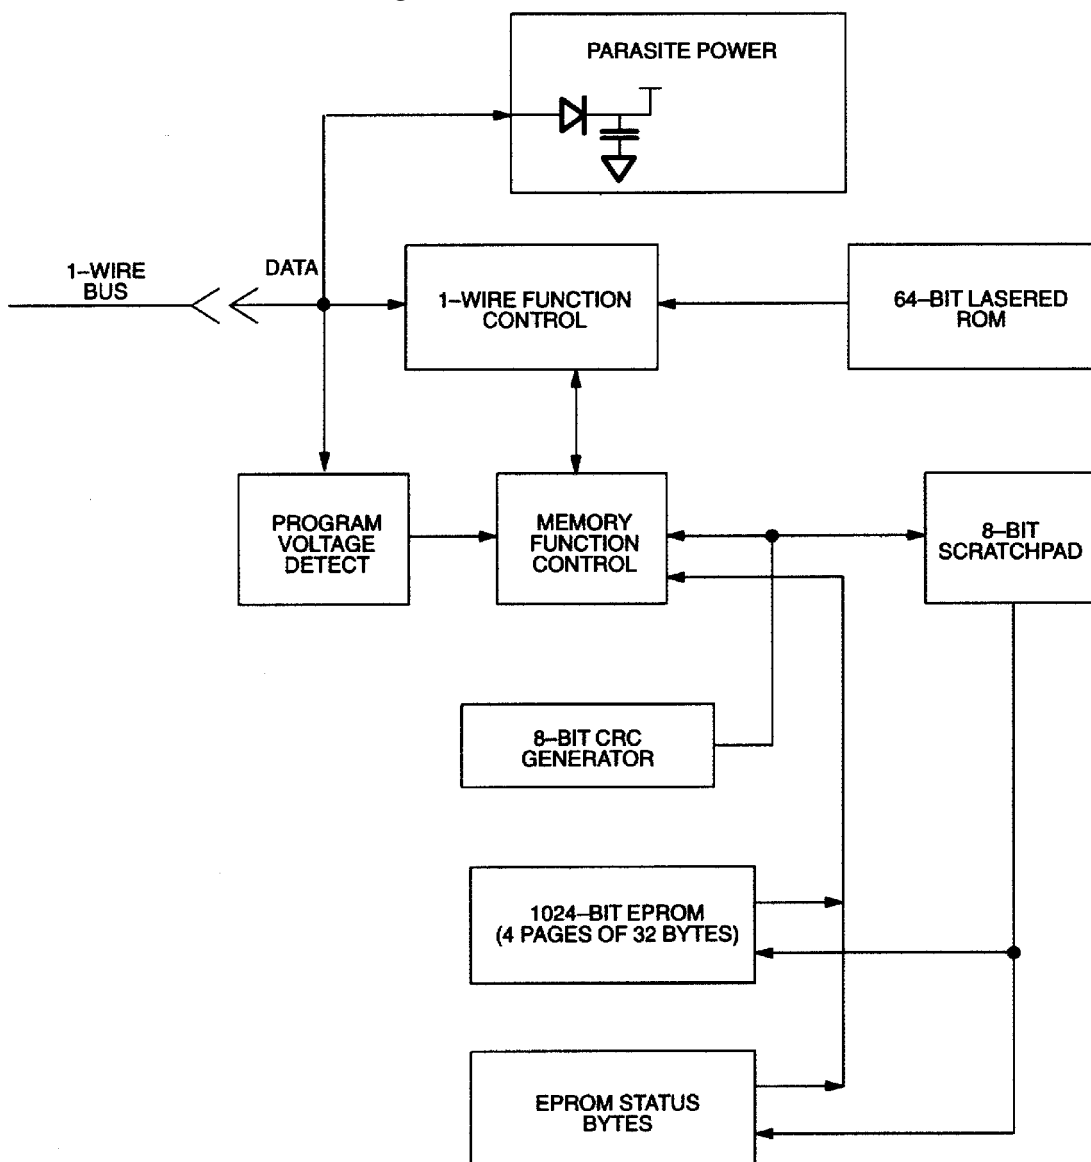 PARASITE POWER
1–WIRE
BUS
DATA
1–WIRE FUNCTION
CONTROL
64–BIT LASERED
ROM
PROGRAM
VOLTAGE
DETECT
MEMORY
FUNCTION
CONTROL
8–BIT
SCRATCHPAD
8–BIT CRC
GENERATOR
1024–BIT EPROM
(4 PAGES OF 32 BYTES)
EPROM STATUS
BYTES